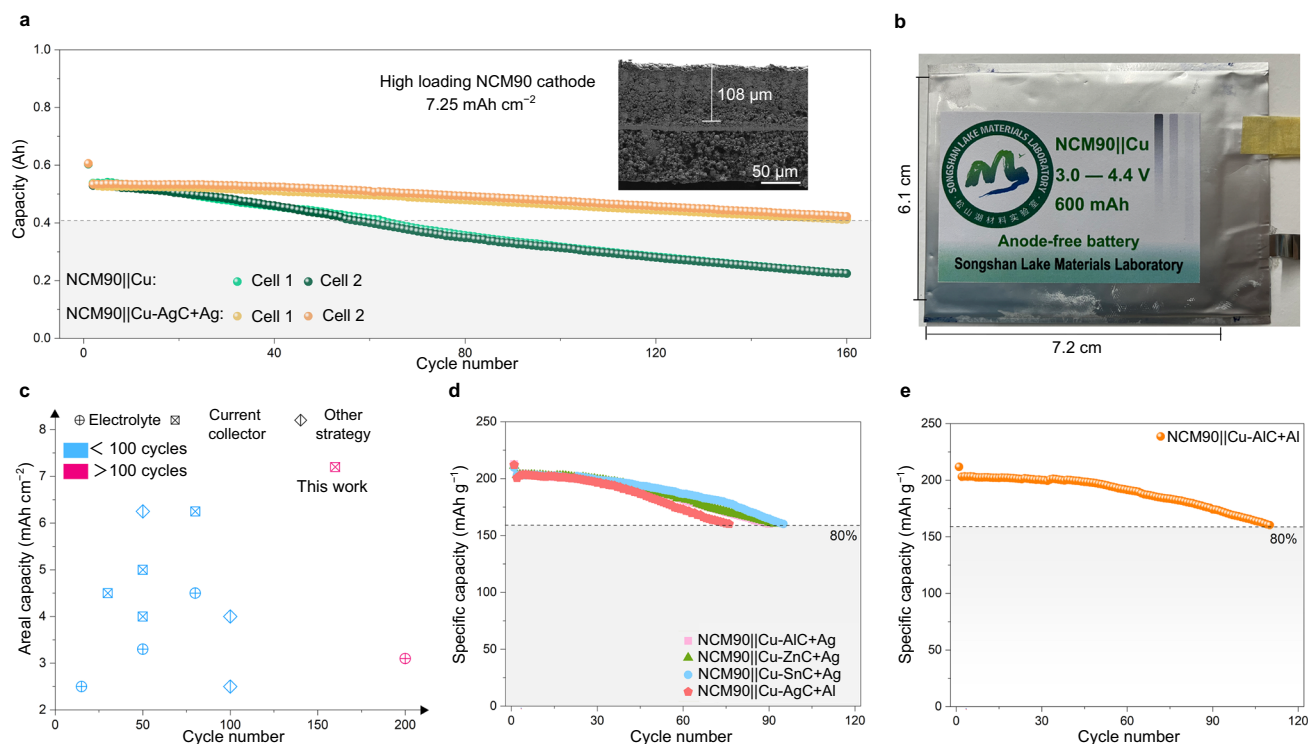 a
1.0
0.8
0.6
0.4
0.2
0.0
Capacity (Ah)
High loading NCM90 cathode
7.25 mAh cm⁻²
108 μm
50 μm
NCM90||Cu:
Cell 1
Cell 2
NCM90||Cu-AgC+Ag:
Cell 1
Cell 2
0
40
80
120
160
Cycle number
b
SONGSHAN LAKE MATERIALS LABORATORY
· 松山湖材料实验室 ·
NCM90||Cu
3.0 — 4.4 V
600 mAh
Anode-free battery
Songshan Lake Materials Laboratory
6.1 cm
7.2 cm
c
Electrolyte
Current
collector
Other
strategy
< 100 cycles
>100 cycles
This work
8
7
6
5
4
3
2
Areal capacity (mAh cm⁻²)
0
50
100
150
200
Cycle number
d
250
200
150
100
50
0
Specific capacity (mAh g⁻¹)
80%
NCM90||Cu-AlC+Ag
NCM90||Cu-ZnC+Ag
NCM90||Cu-SnC+Ag
NCM90||Cu-AgC+Al
0
30
60
90
120
Cycle number
e
250
200
150
100
50
0
Specific capacity (mAh g⁻¹)
NCM90||Cu-AlC+Al
80%
0
30
60
90
120
Cycle number